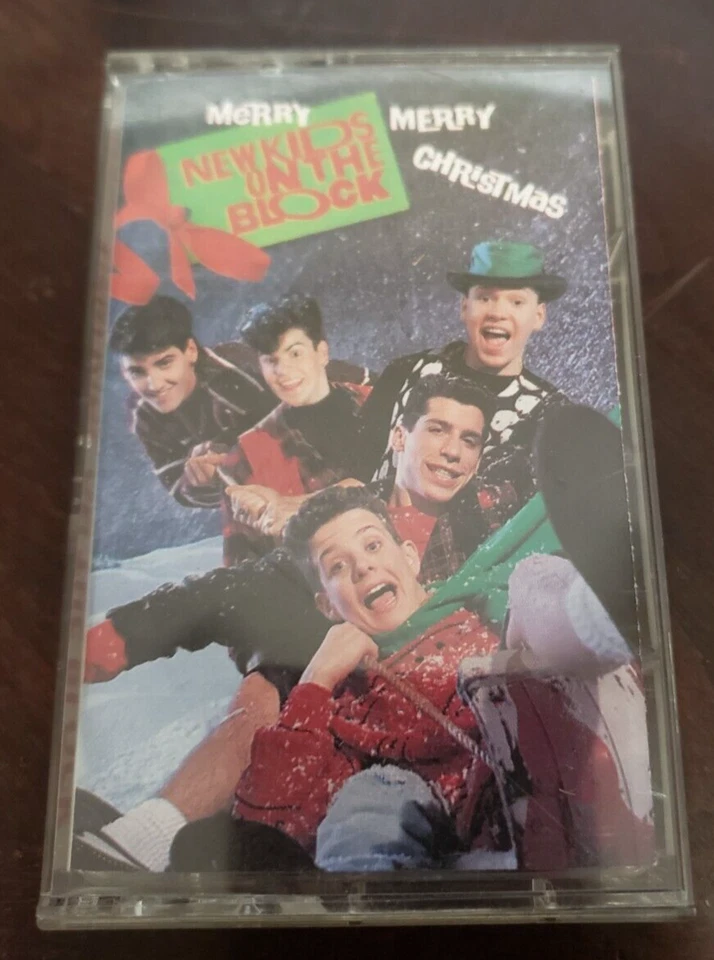 MeRRY MERRY
CHRiSTMas
NEW KIDS
ON THE
BLOCK